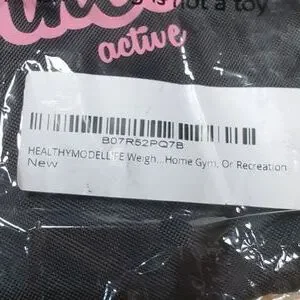 is not a toy
active
B07R52PQ7B
HEALTHYMODELLIFE Weigh...Home Gym, Or Recreation
New